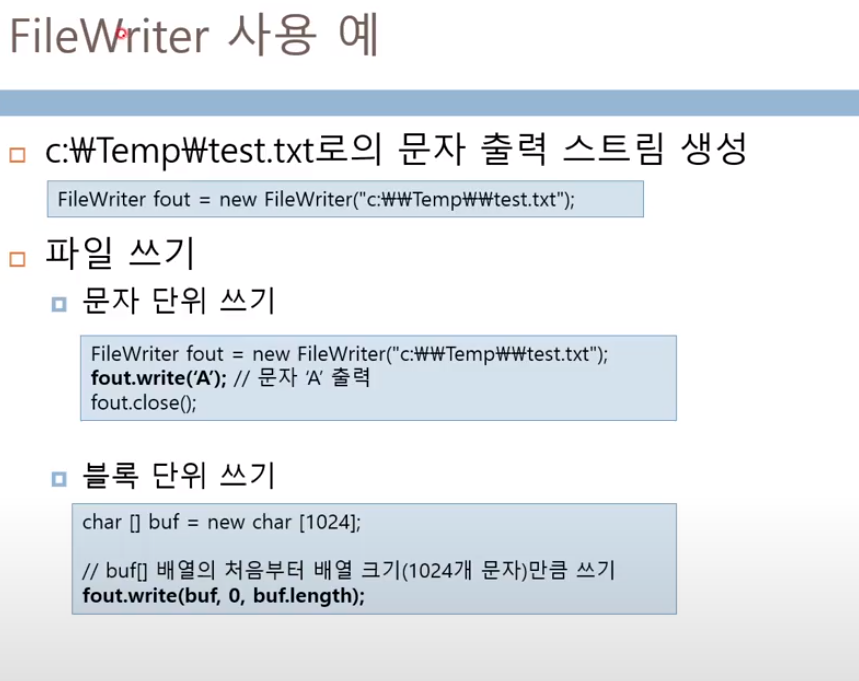 FileWriter 사용 예
c:₩Temp₩test.txt로의 문자 출력 스트림 생성
FileWriter fout = new FileWriter("c:₩₩Temp₩₩test.txt");
파일 쓰기
문자 단위 쓰기
FileWriter fout = new FileWriter("c:₩₩Temp₩₩test.txt");
fout.write(‘A’); // 문자 ‘A’ 출력
fout.close();
블록 단위 쓰기
char [] buf = new char [1024];
// buf[] 배열의 처음부터 배열 크기(1024개 문자)만큼 쓰기
fout.write(buf, 0, buf.length);